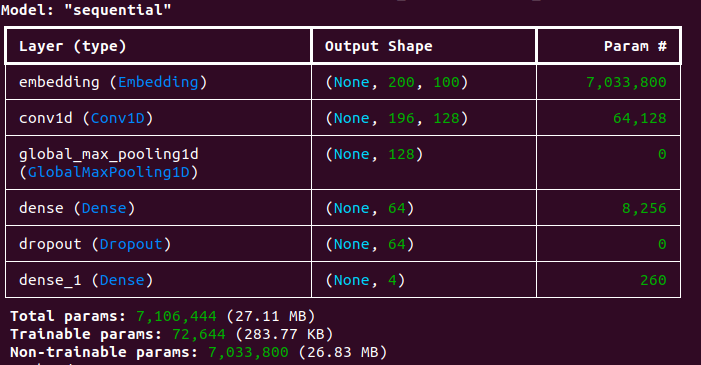 Model: "sequential"
Layer (type) Output Shape Param #
embedding (Embedding) (None, 200, 100) 7,033,800
conv1d (Conv1D) (None, 196, 128) 64,128
global_max_pooling1d (None, 128) 0
(GlobalMaxPooling1D)
dense (Dense) (None, 64) 8,256
dropout (Dropout) (None, 64) 0
dense_1 (Dense) (None, 4) 260
Total params: 7,106,444 (27.11 MB)
Trainable params: 72,644 (283.77 KB)
Non-trainable params: 7,033,800 (26.83 MB)